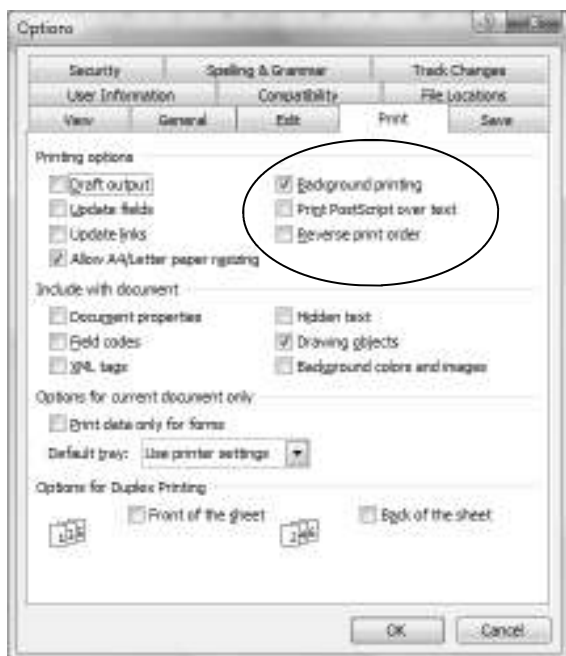 Options
Security Spelling & Grammar Track Changes
User Information Compatibility File Locations
View General Edit Print Save
Printing options
Draft output Background printing
Update fields Print PostScript over text
Update links Reverse print order
Allow A4/Letter paper resizing
Include with document
Document properties Hidden text
Field codes Drawing objects
XML tags Background colors and images
Options for current document only
Print data only for forms
Default tray: Use printer settings
Options for Duplex Printing
Front of the sheet Back of the sheet
OK Cancel